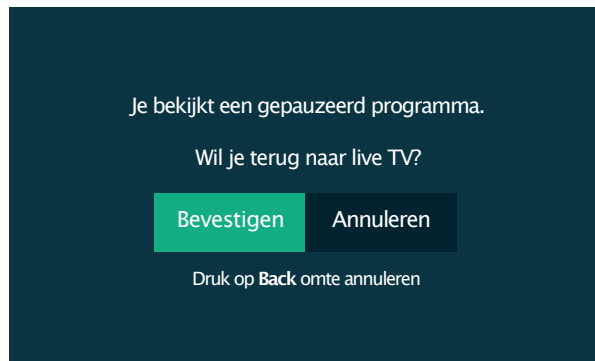 Je bekijkt een gepauzeerd programma.
Wil je terug naar live TV?
Bevestigen Annuleren
Druk op Back omte annuleren